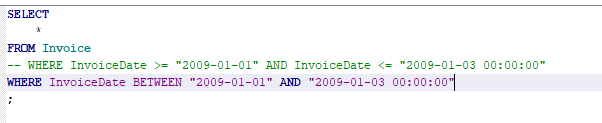 SELECT
*
FROM Invoice
-- WHERE InvoiceDate >= "2009-01-01" AND InvoiceDate <= "2009-01-03 00:00:00"
WHERE InvoiceDate BETWEEN "2009-01-01" AND "2009-01-03 00:00:00"
;